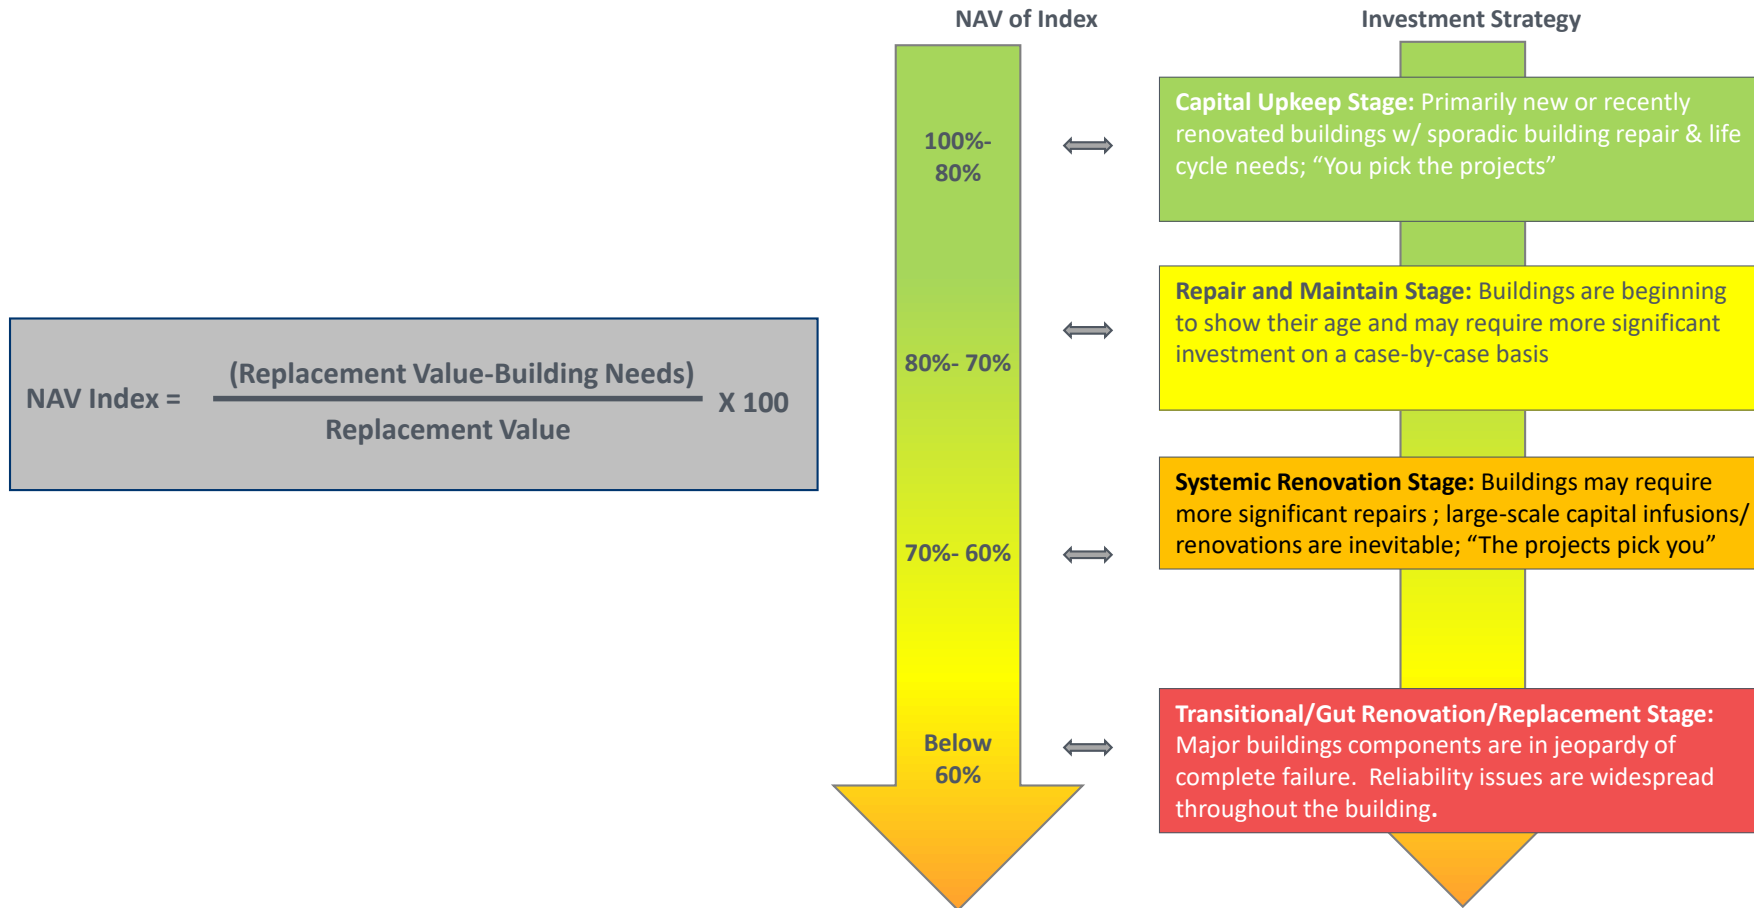 NAV of Index
Investment Strategy
NAV Index =
(Replacement Value-Building Needs)
Replacement Value
X 100
100%-
80%
80%- 70%
70%- 60%
Below
60%
Capital Upkeep Stage: Primarily new or recently
renovated buildings w/ sporadic building repair & life
cycle needs; “You pick the projects”
Repair and Maintain Stage: Buildings are beginning
to show their age and may require more significant
investment on a case-by-case basis
Systemic Renovation Stage: Buildings may require
more significant repairs ; large-scale capital infusions/
renovations are inevitable; “The projects pick you”
Transitional/Gut Renovation/Replacement Stage:
Major buildings components are in jeopardy of
complete failure.  Reliability issues are widespread
throughout the building.